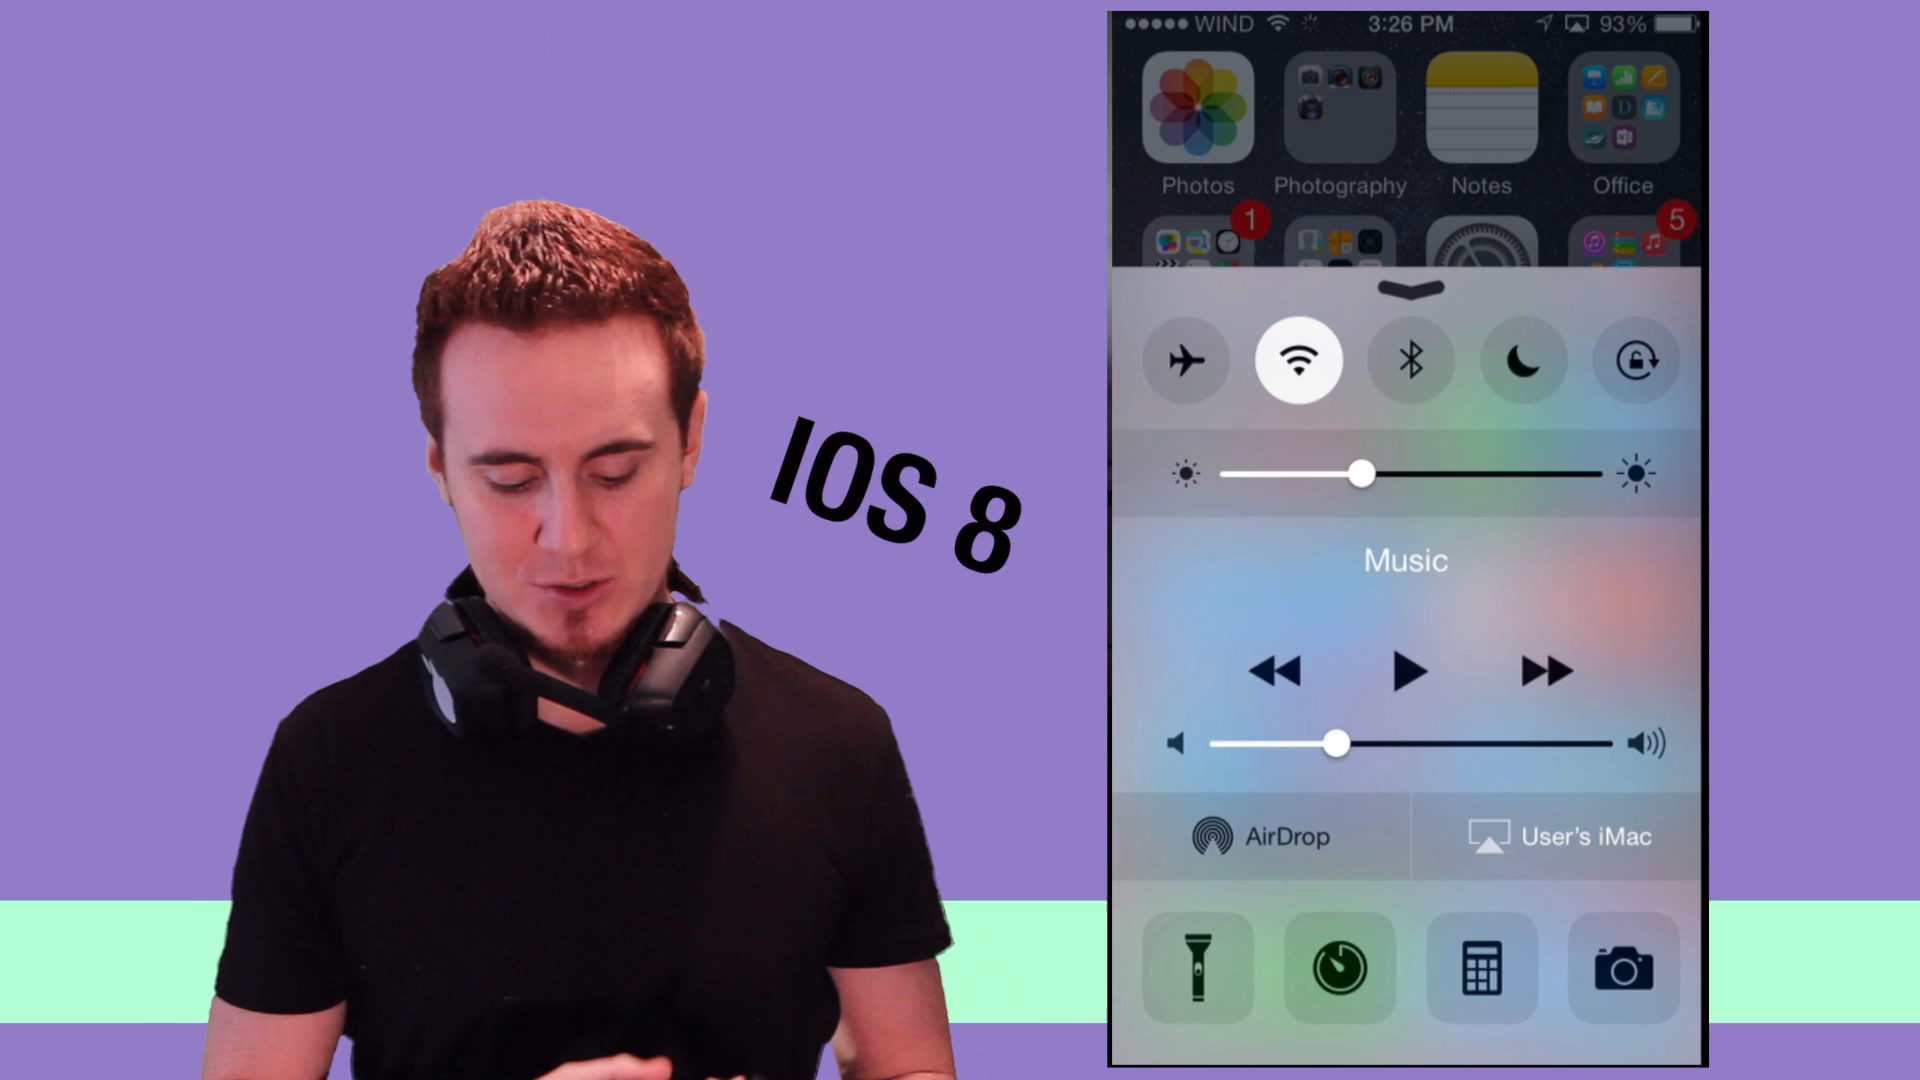 WIND 3:26 PM 93%
Photos Photography Notes Office
1 5
IOS 8
Music
AirDrop User's iMac